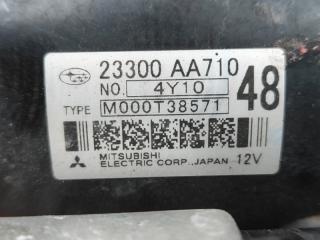 23300 AA710
NO. 4Y10 48
TYPE M000T38571
MITSUBISHI
ELECTRIC CORP., JAPAN 12V